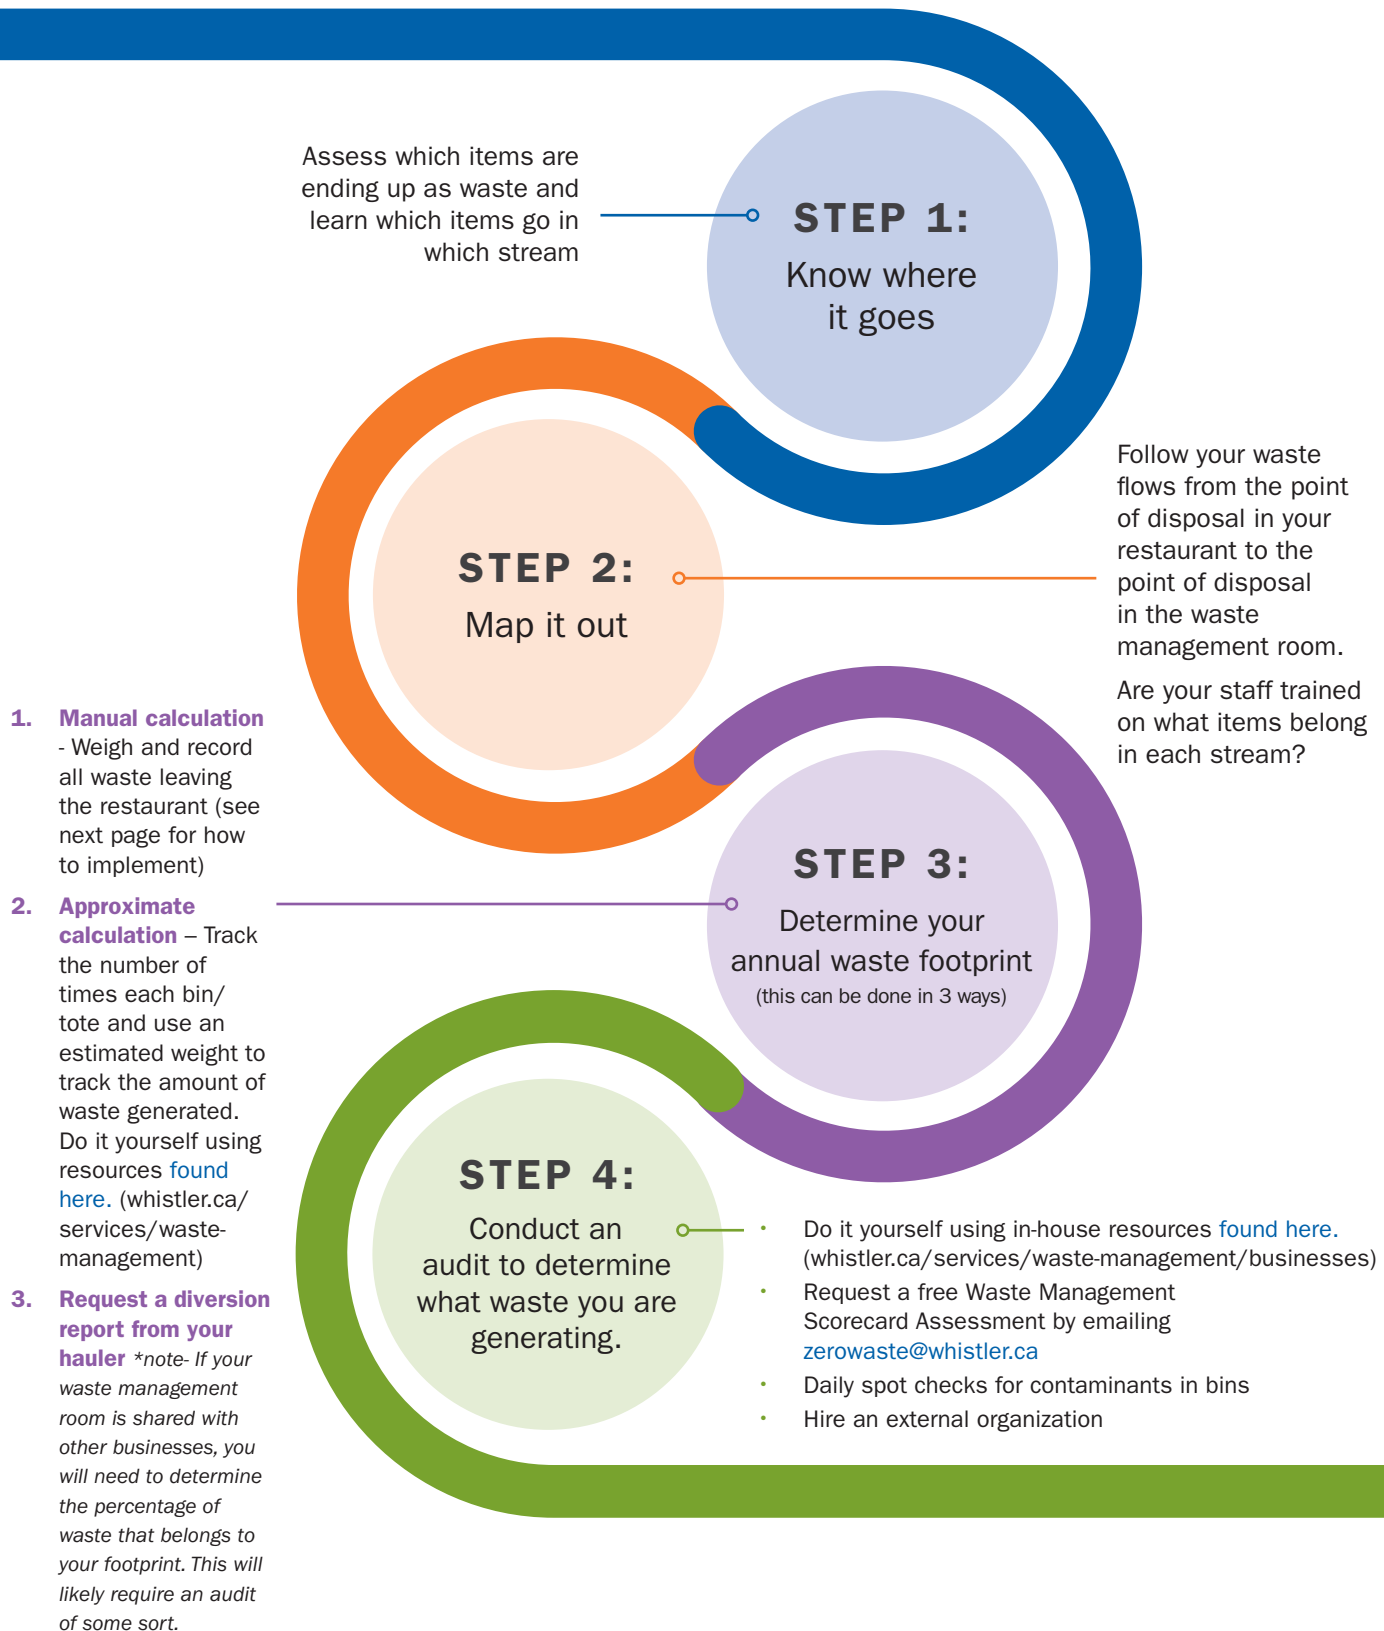 Assess which items are
ending up as waste and
learn which items go in
which stream
STEP 1:
Know where
it goes
STEP 2:
Map it out
Follow your waste
flows from the point
of disposal in your
restaurant to the
point of disposal
in the waste
management room.
Are your staff trained
on what items belong
in each stream?
STEP 3:
Determine your
annual waste footprint
(this can be done in 3 ways)
1. Manual calculation
- Weigh and record
all waste leaving
the restaurant (see
next page for how
to implement)
2. Approximate
calculation – Track
the number of
times each bin/
tote and use an
estimated weight to
track the amount of
waste generated.
Do it yourself using
resources found
here. (whistler.ca/
services/waste-
management)
3. Request a diversion
report from your
hauler *note- If your
waste management
room is shared with
other businesses, you
will need to determine
the percentage of
waste that belongs to
your footprint. This will
likely require an audit
of some sort.
STEP 4:
Conduct an
audit to determine
what waste you are
generating.
• Do it yourself using in-house resources found here.
(whistler.ca/services/waste-management/businesses)
• Request a free Waste Management
Scorecard Assessment by emailing
zerowaste@whistler.ca
• Daily spot checks for contaminants in bins
• Hire an external organization